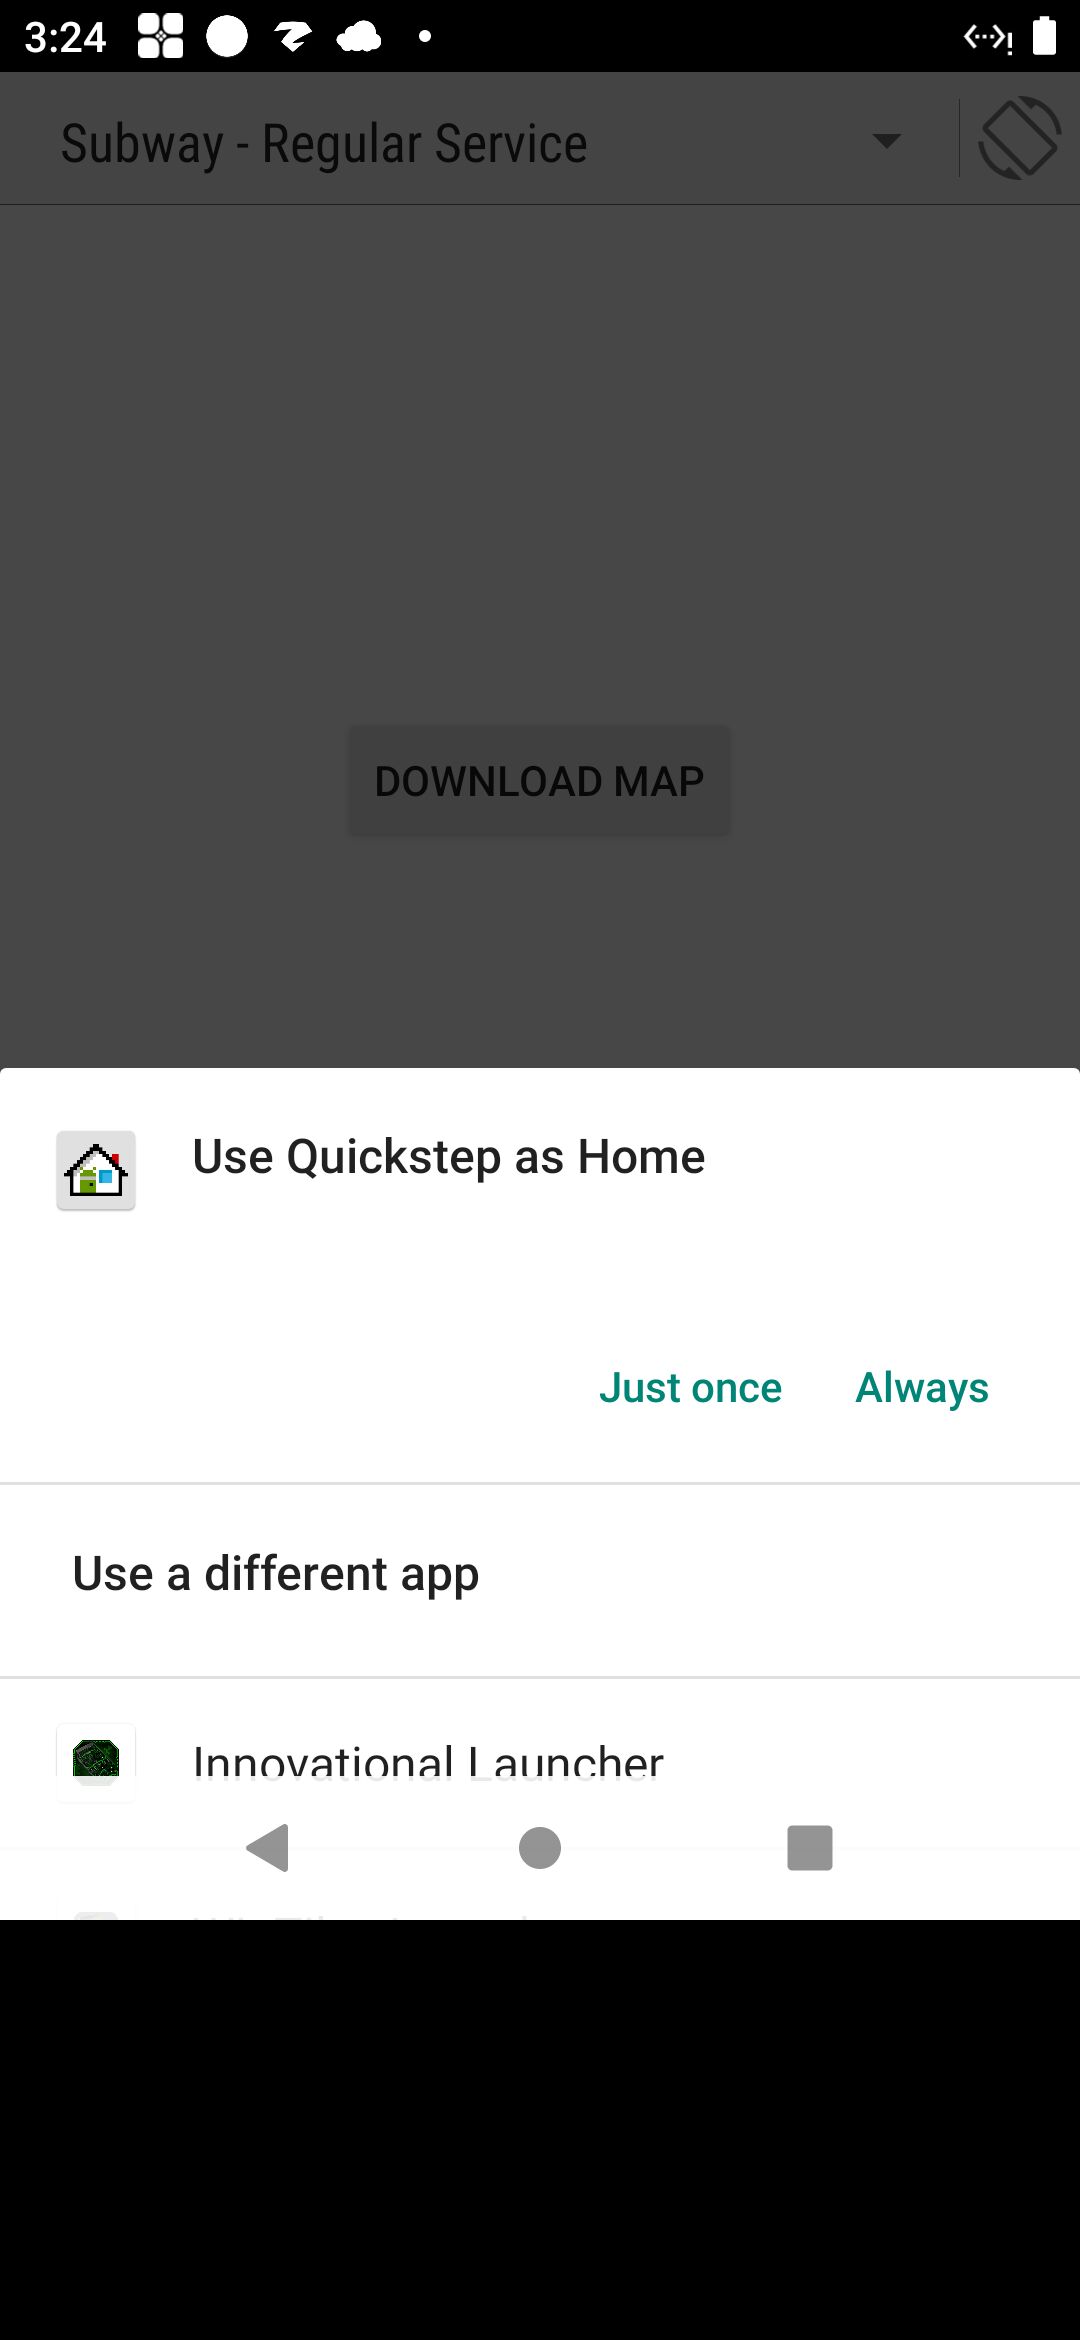 3:24
Subway - Regular Service
DOWNLOAD MAP
Use Quickstep as Home
Just once
Always
Use a different app
Innovational Launcher